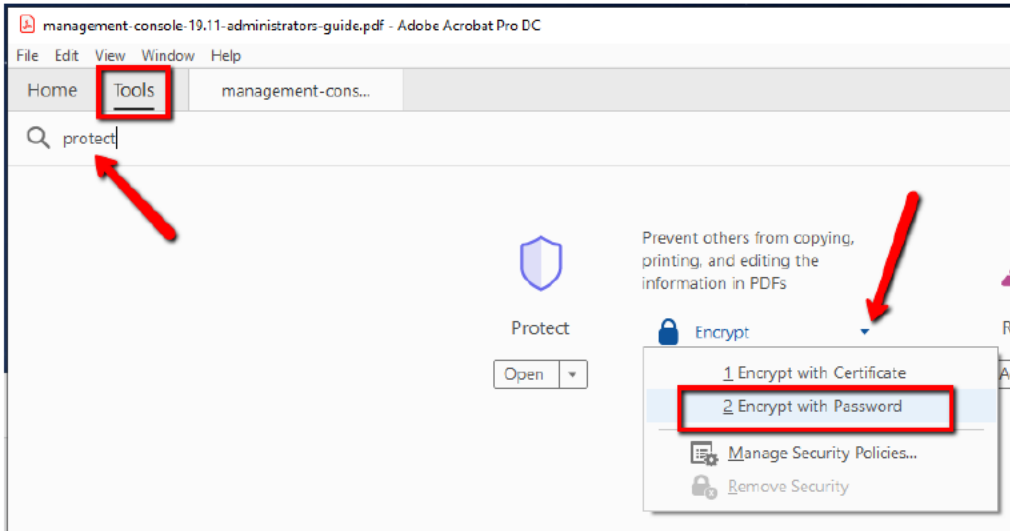 management-console-19.11-administrators-guide.pdf - Adobe Acrobat Pro DC
File Edit View Window Help
Home Tools management-cons...
protect
Prevent others from copying,
printing, and editing the
information in PDFs
Protect
Encrypt
Open
1 Encrypt with Certificate
2 Encrypt with Password
Manage Security Policies...
Remove Security